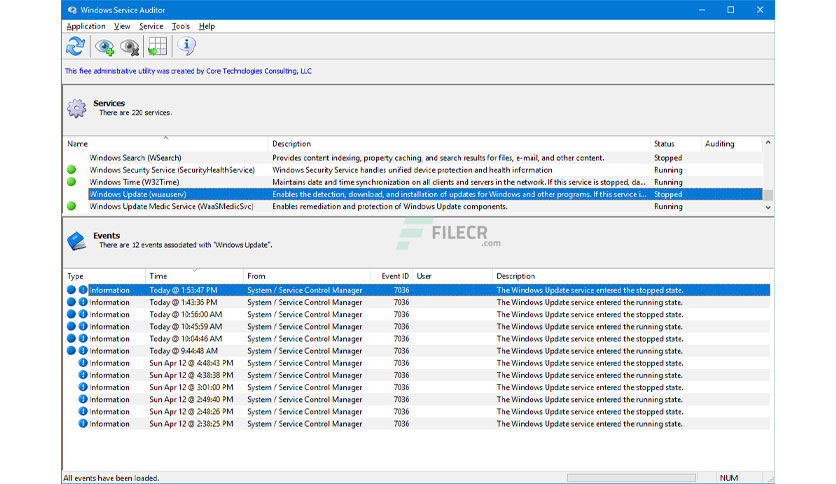 Windows Service Auditor
Application View Service Tools Help
This free administrative utility was created by Core Technologies Consulting, LLC
Services
There are 220 services.
Name Description Status Auditing
Windows Search (WSearch) Provides content indexing, property caching, and search results for files, e-mail, and other content. Stopped
Windows Security Service (SecurityHealthService) Windows Security Service handles unified device protection and health information Running
Windows Time (W32Time) Maintains date and time synchronization on all clients and servers in the network. If this service is stopped, da... Running
Windows Update (wuauserv) Enables the detection, download, and installation of updates for Windows and other programs. If this service i... Stopped
Windows Update Medic Service (WaaSMedicSvc) Enables remediation and protection of Windows Update components. Running
Events
There are 12 events associated with "Windows Update".
FILECR
.com
Type Time From Event ID User Description
Information Today @ 1:53:47 PM System / Service Control Manager 7036 The Windows Update service entered the stopped state.
Information Today @ 1:43:36 PM System / Service Control Manager 7036 The Windows Update service entered the running state.
Information Today @ 10:56:00 AM System / Service Control Manager 7036 The Windows Update service entered the stopped state.
Information Today @ 10:45:59 AM System / Service Control Manager 7036 The Windows Update service entered the running state.
Information Today @ 10:04:46 AM System / Service Control Manager 7036 The Windows Update service entered the stopped state.
Information Today @ 9:44:48 AM System / Service Control Manager 7036 The Windows Update service entered the running state.
Information Sun Apr 12 @ 4:48:43 PM System / Service Control Manager 7036 The Windows Update service entered the stopped state.
Information Sun Apr 12 @ 4:38:38 PM System / Service Control Manager 7036 The Windows Update service entered the running state.
Information Sun Apr 12 @ 3:01:00 PM System / Service Control Manager 7036 The Windows Update service entered the stopped state.
Information Sun Apr 12 @ 2:49:40 PM System / Service Control Manager 7036 The Windows Update service entered the running state.
Information Sun Apr 12 @ 2:48:26 PM System / Service Control Manager 7036 The Windows Update service entered the stopped state.
Information Sun Apr 12 @ 2:38:25 PM System / Service Control Manager 7036 The Windows Update service entered the running state.
All events have been loaded. NUM